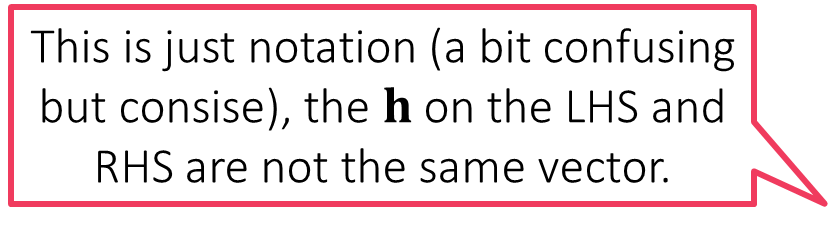 This is just notation (a bit confusing
but consise), the h on the LHS and
RHS are not the same vector.